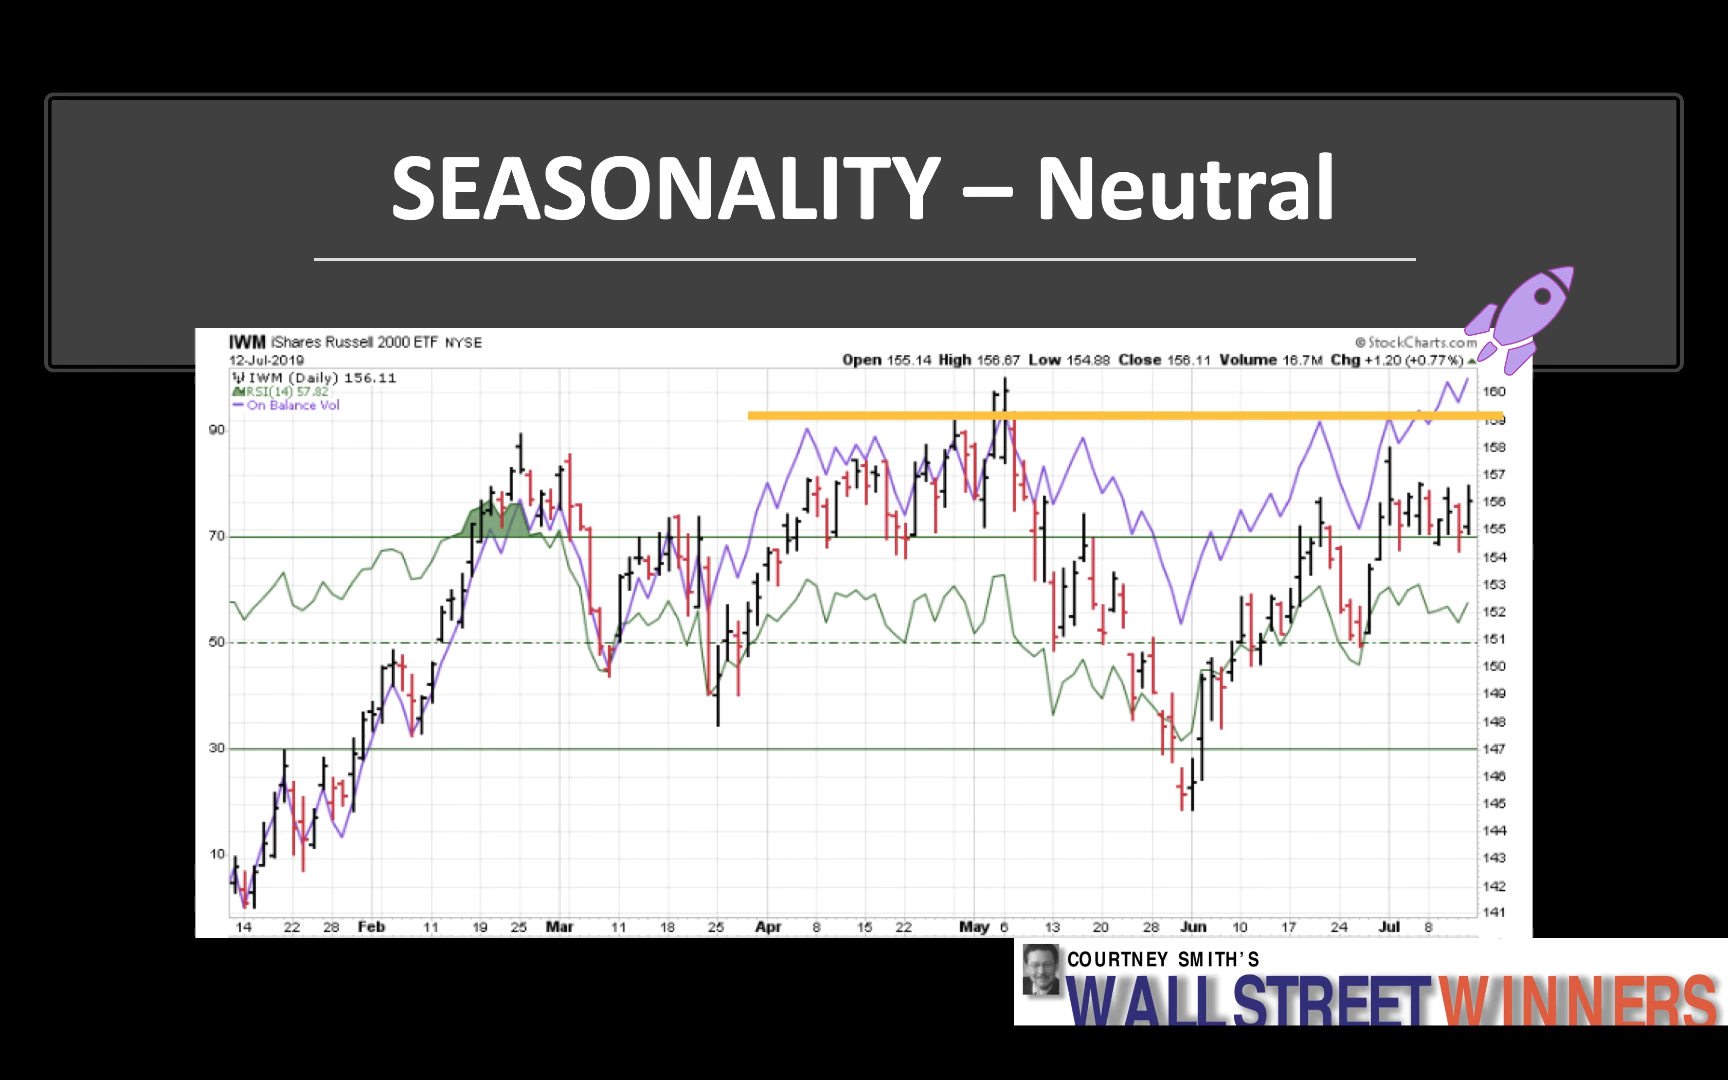 SEASONALITY – Neutral
IWM iShares Russell 2000 ETF NYSE
© StockCharts.com
12-Jul-2019
Open 155.14 High 156.67 Low 154.88 Close 156.11 Volume 16.7M Chg +1.20 (+0.77%)
IWM (Daily) 156.11
RSI(14) 57.82
On Balance Vol
90
70
50
30
10
160
159
158
157
156
155
154
153
152
151
150
149
148
147
146
145
144
143
142
141
14 22 28 Feb 11 19 25 Mar 11 18 25 Apr 8 15 22 May 6 13 20 28 Jun 10 17 24 Jul 8
COURTNEY SMITH'S
WALL STREET WINNERS